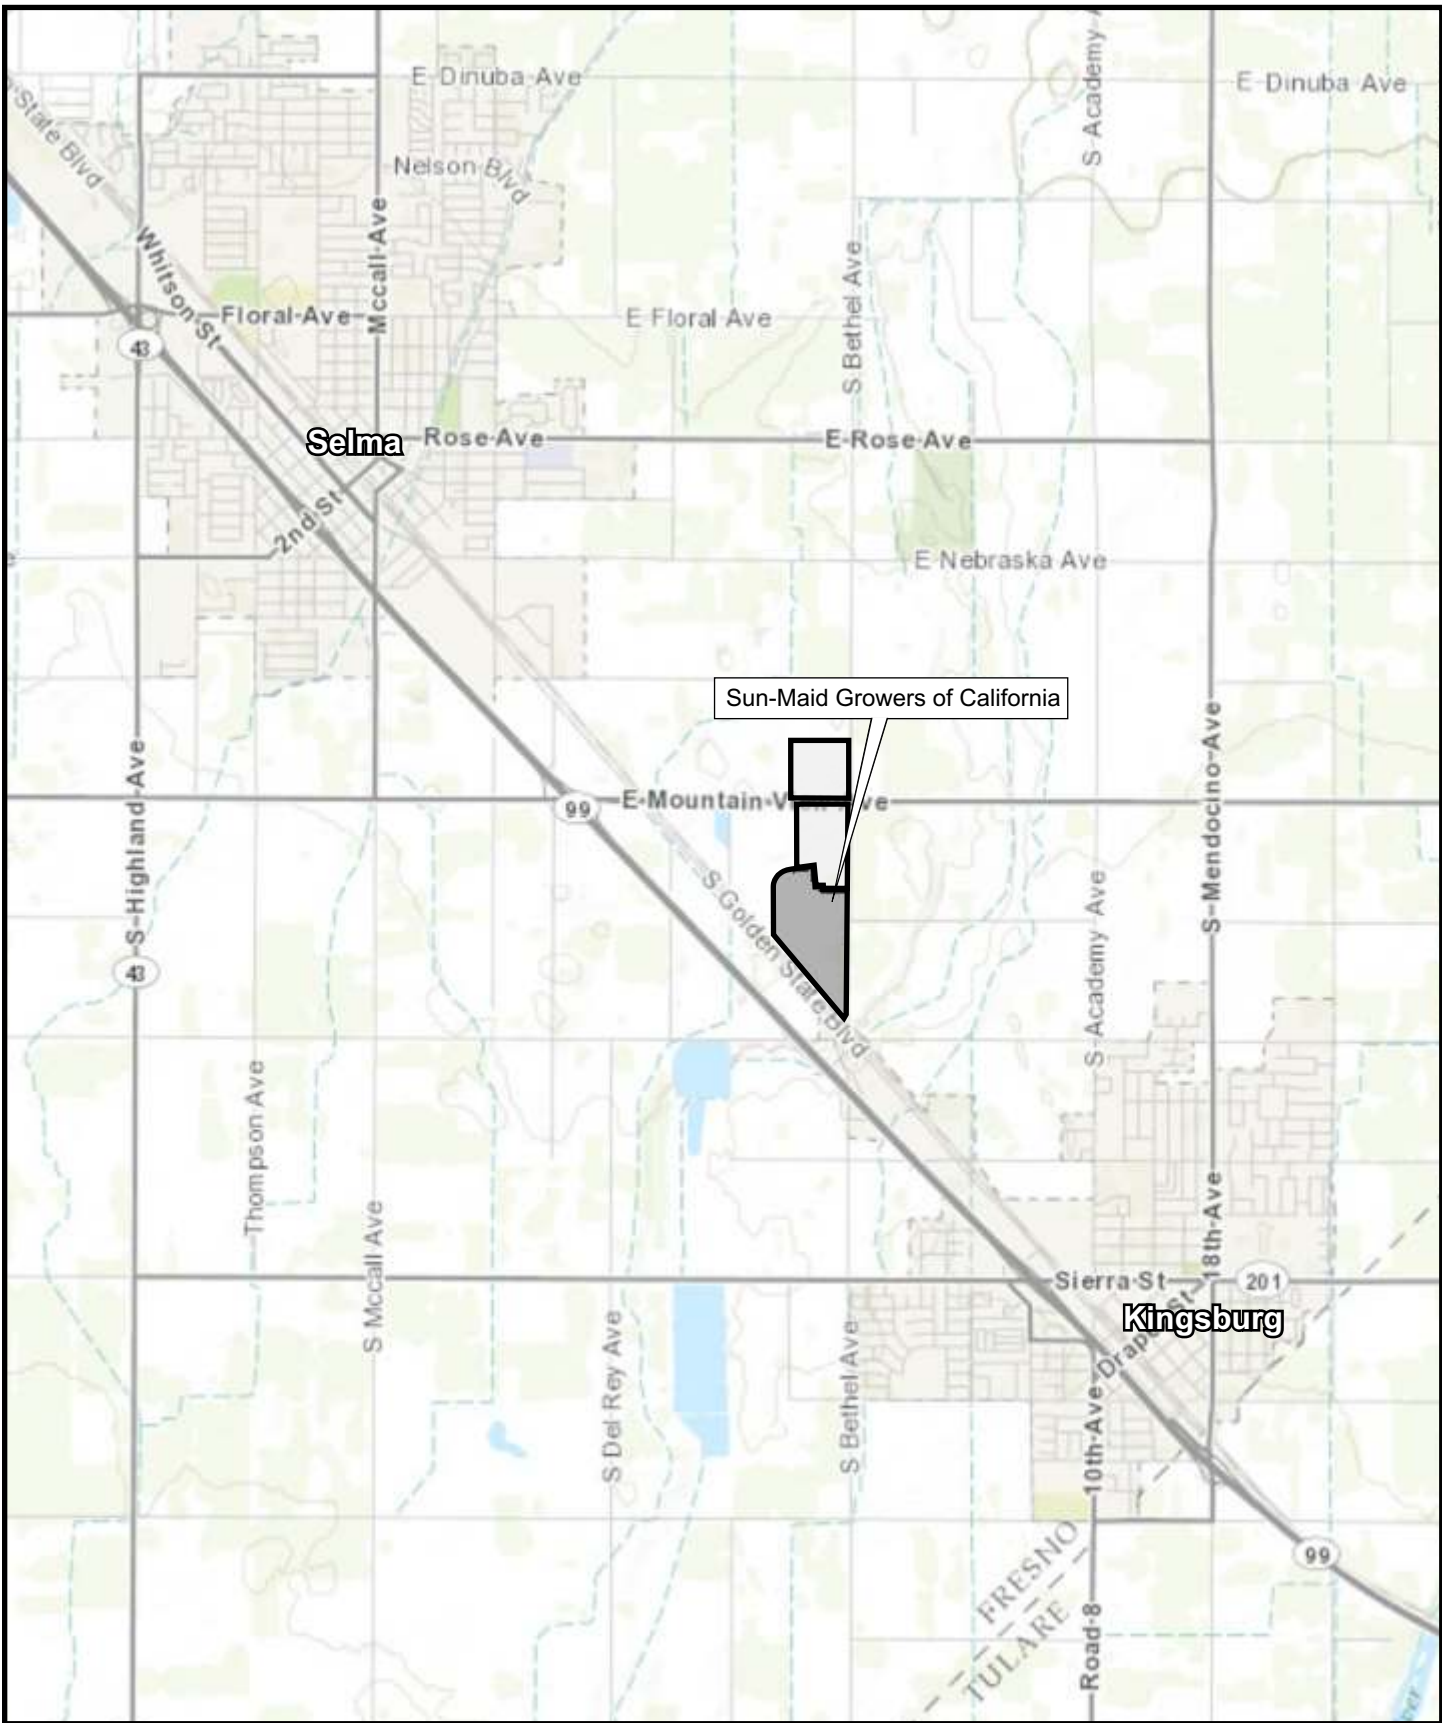 E Dinuba Ave
E Dinuba Ave
S Academy
State Blvd
Nelson Blvd
Mccall Ave
Whitson St
Floral Ave
E Floral Ave
S Bethel Ave
43
Selma
Rose Ave
E Rose Ave
2nd St
E Nebraska Ave
Sun-Maid Growers of California
S Highland Ave
S Mendocino Ave
99
E Mountain V
ve
S Golden State Blvd
S Academy Ave
43
Thompson Ave
S Mccall Ave
18th Ave
Sierra St
201
Kingsburg
Drap
St
S Del Rey Ave
S Bethel Ave
10th Ave
FRESNO
TULARE
99
Road 8